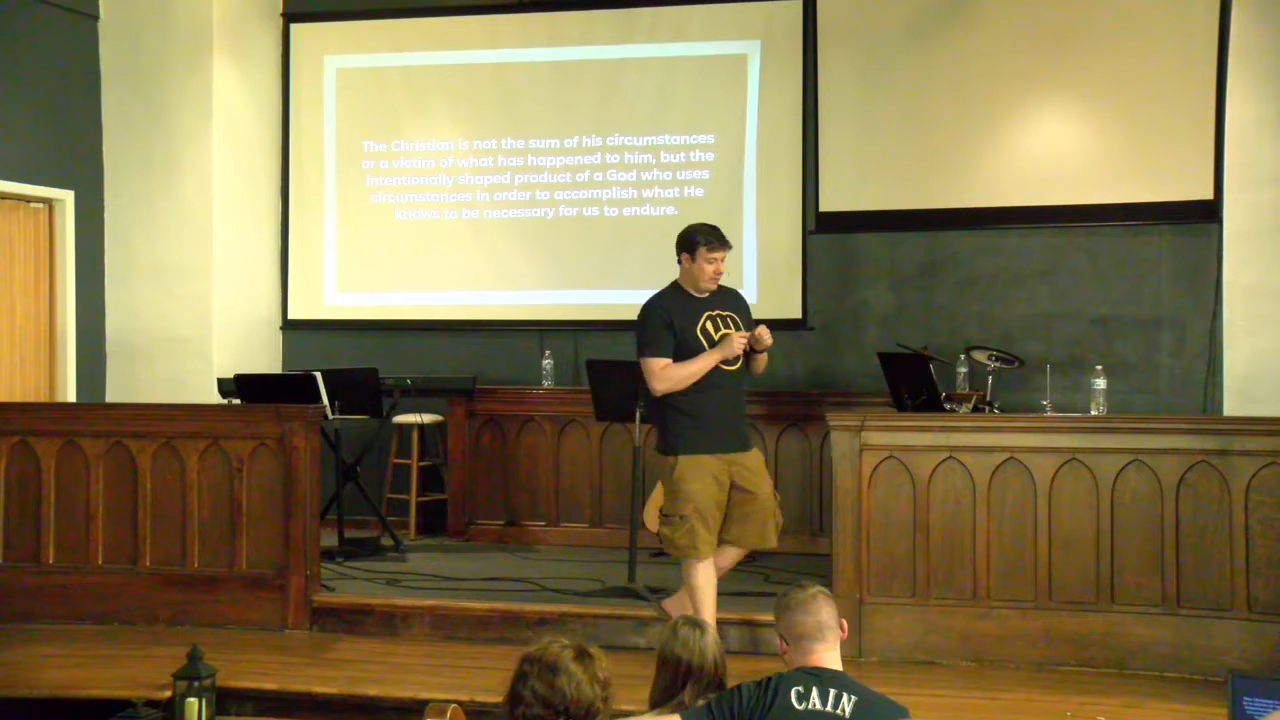 The Christian is not the sum of his circumstances
or a victim of what has happened to him, but the
intentionally shaped product of a God who uses
circumstances in order to accomplish what He
knows to be necessary for us to endure.
CAIN